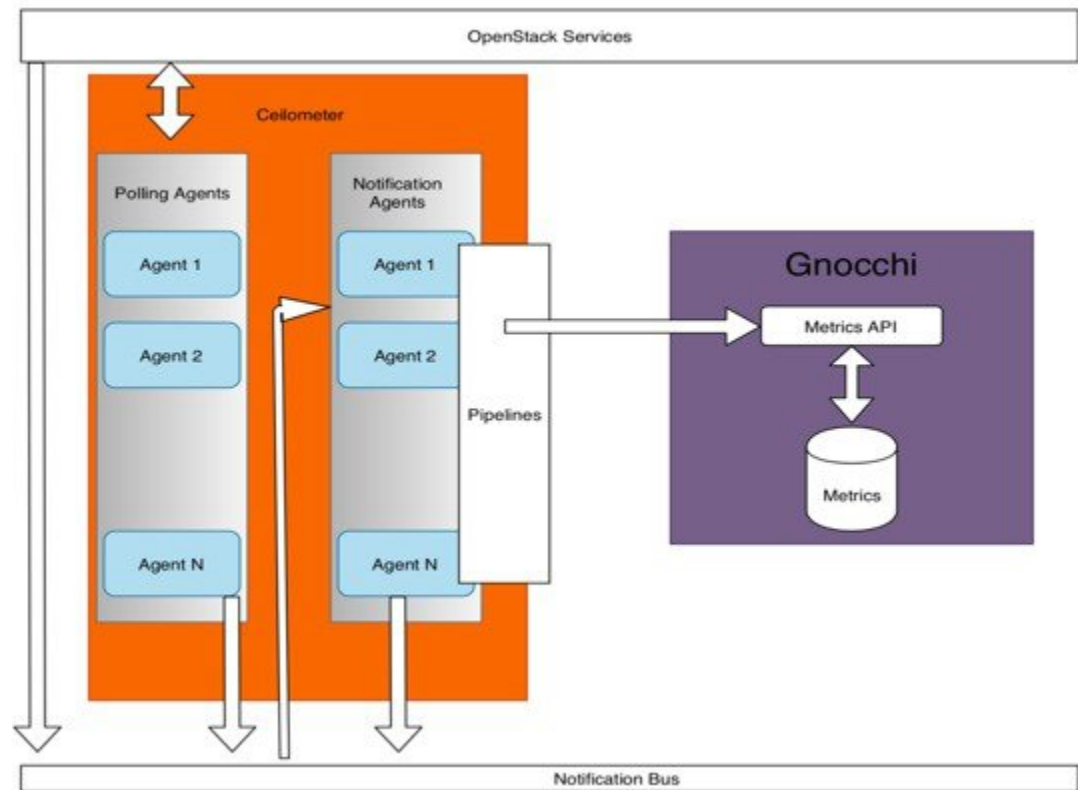 OpenStack Services
Ceilometer
Polling Agents
Agent 1
Agent 2
Agent N
Notification
Agents
Agent 1
Agent 2
Agent N
Pipelines
Gnocchi
Metrics API
Metrics
Notification Bus